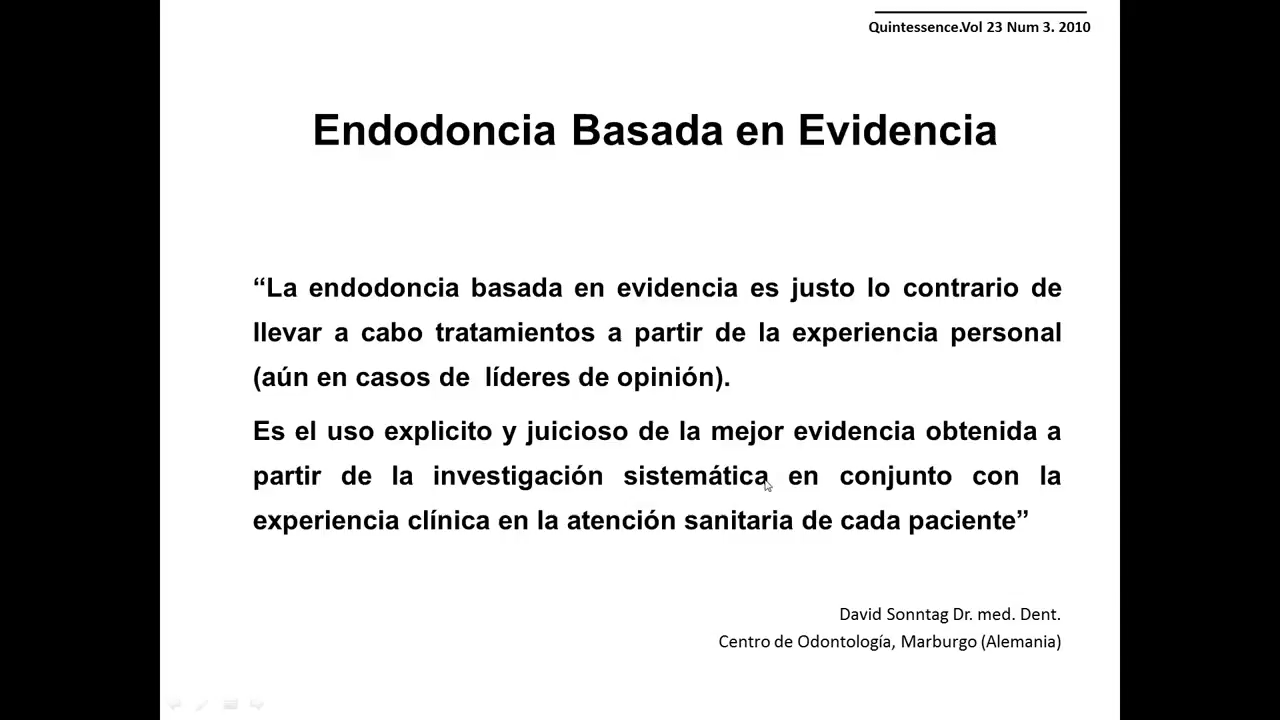 Quintessence.Vol 23 Num 3. 2010
Endodoncia Basada en Evidencia
“La endodoncia basada en evidencia es justo lo contrario de
llevar a cabo tratamientos a partir de la experiencia personal
(aún en casos de líderes de opinión).
Es el uso explicito y juicioso de la mejor evidencia obtenida a
partir de la investigación sistemática en conjunto con la
experiencia clínica en la atención sanitaria de cada paciente”
David Sonntag Dr. med. Dent.
Centro de Odontología, Marburgo (Alemania)